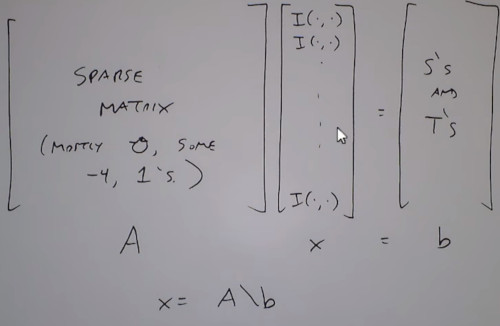 SPARSE
MATRIX
(MOSTLY 0, SOME
-4, 1's.)
I(·,·)
I(·,·)
.
.
.
.
I(·,·)
=
S's
AND
T's
A x = b
x = A\b